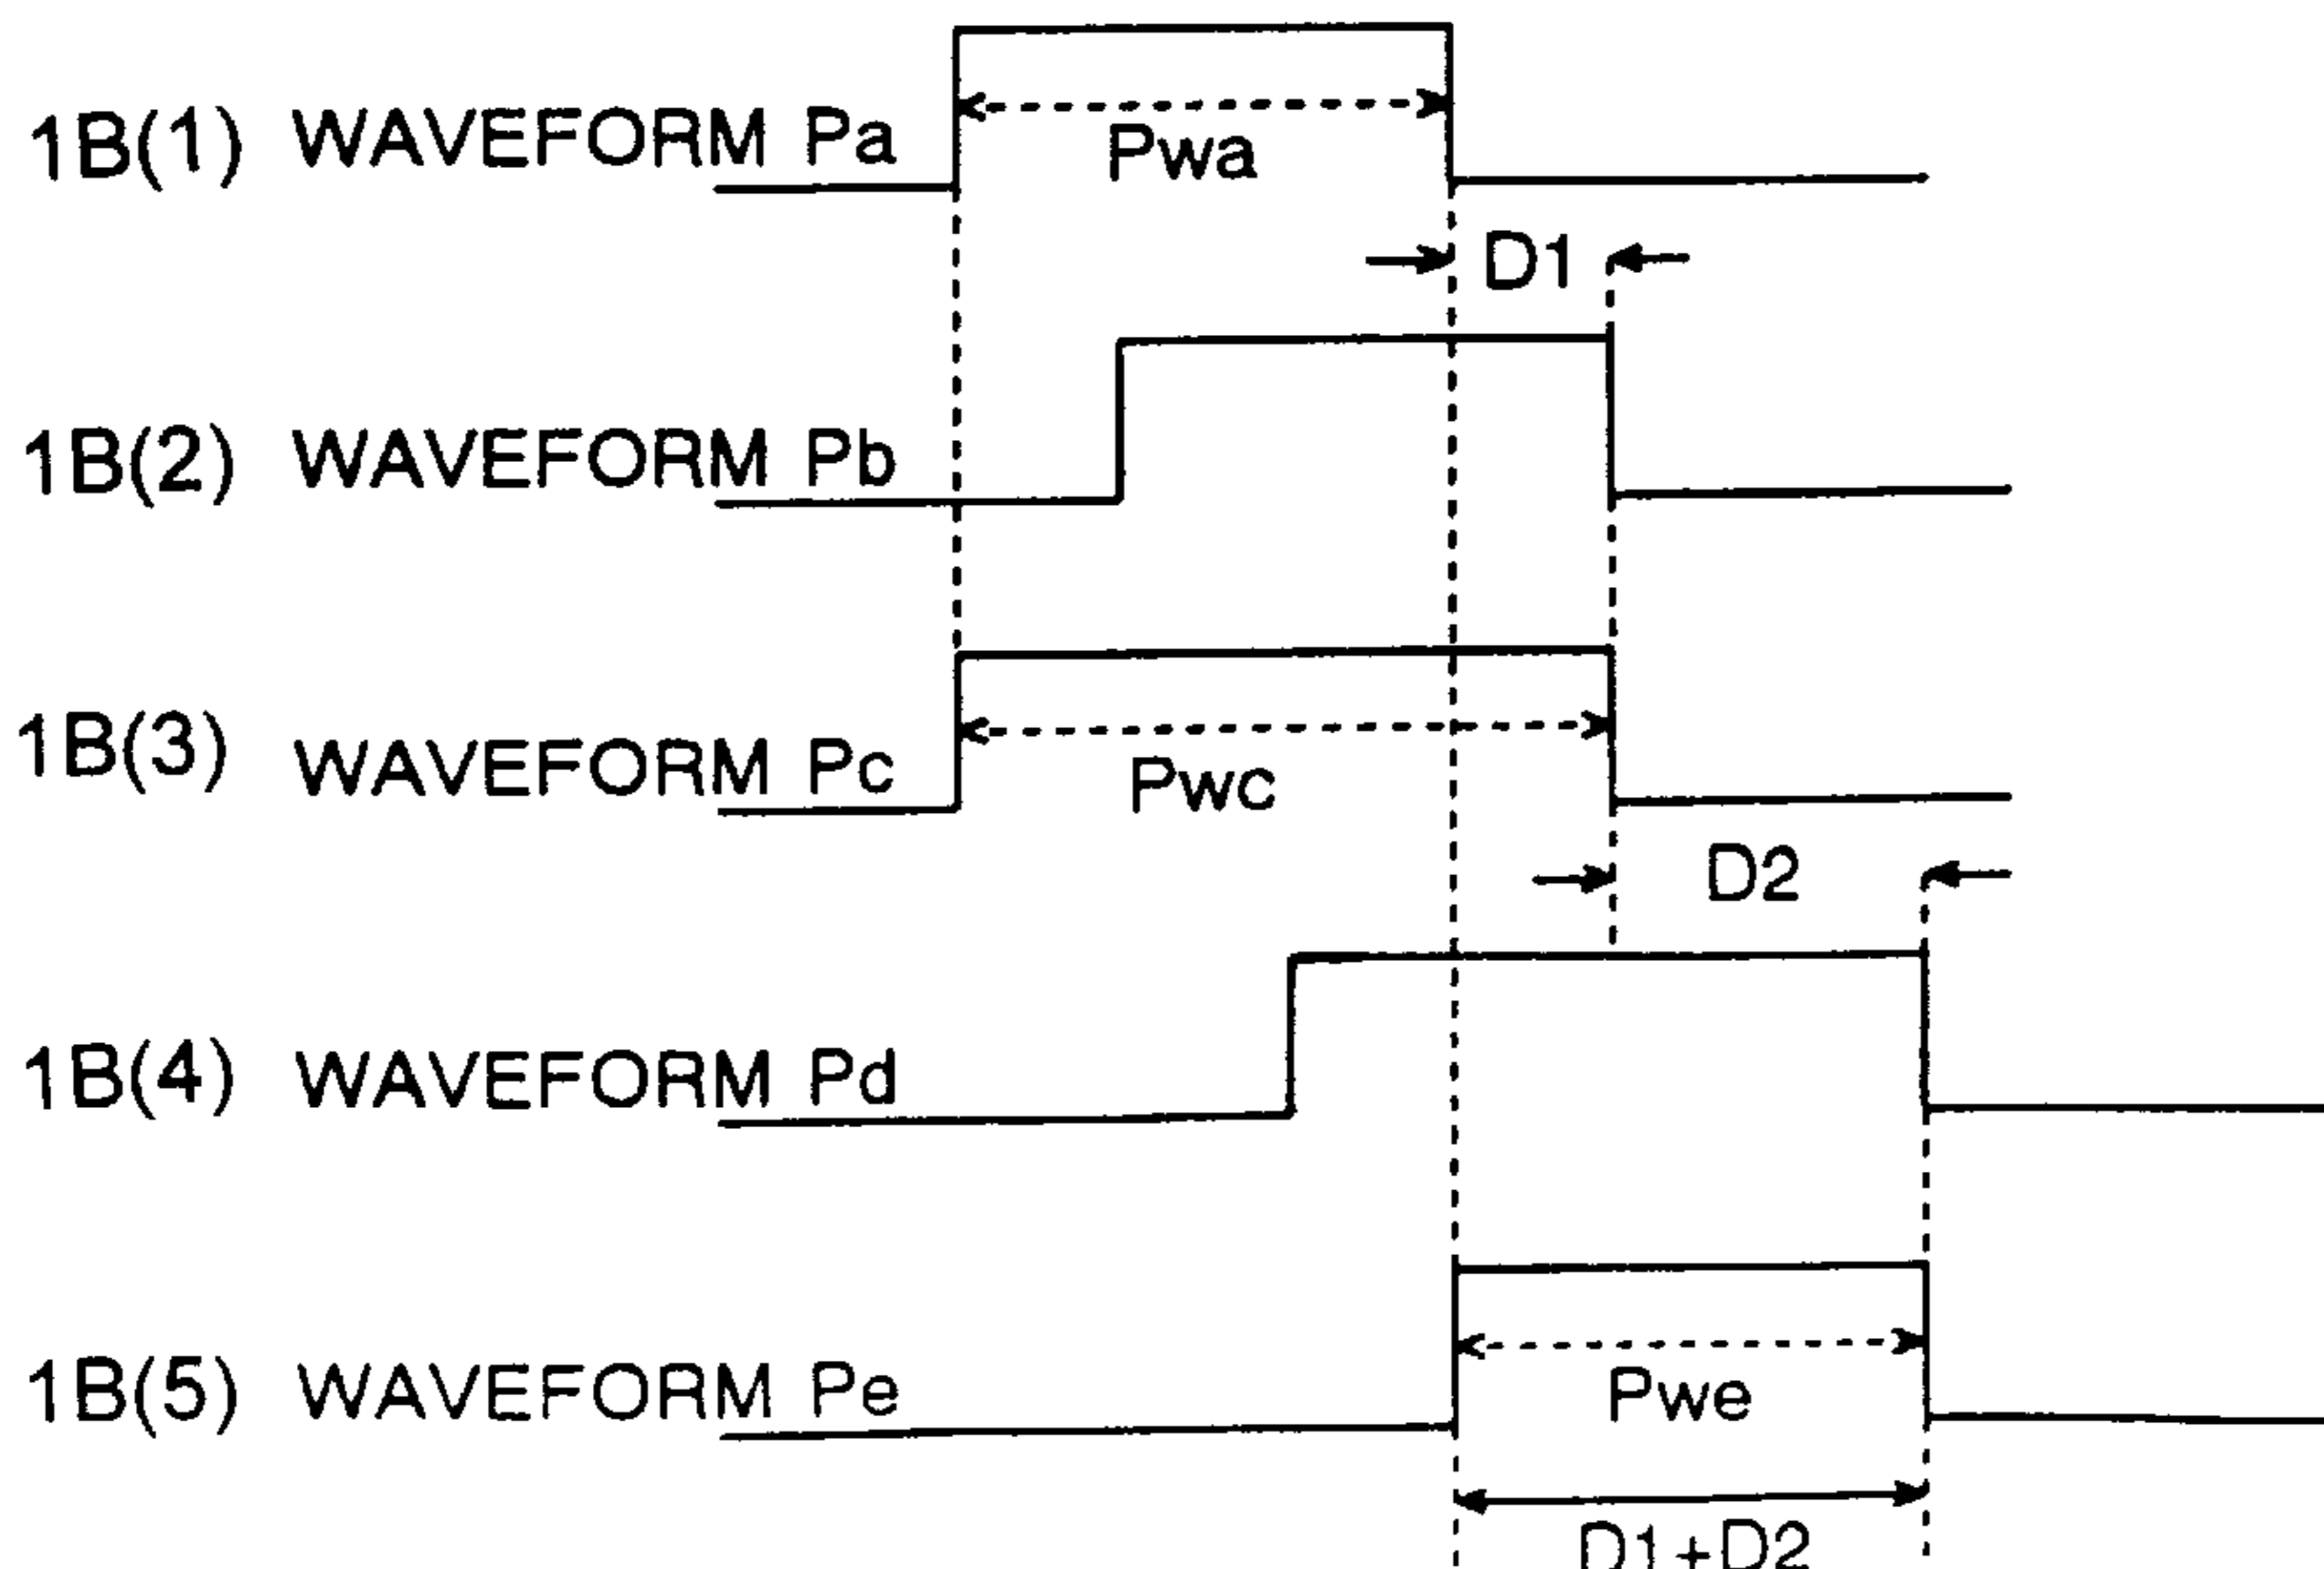 1B(1) WAVEFORM Pa
Pwa
D1
1B(2) WAVEFORM Pb
1B(3) WAVEFORM Pc
Pwc
D2
1B(4) WAVEFORM Pd
1B(5) WAVEFORM Pe
Pwe
D1+D2